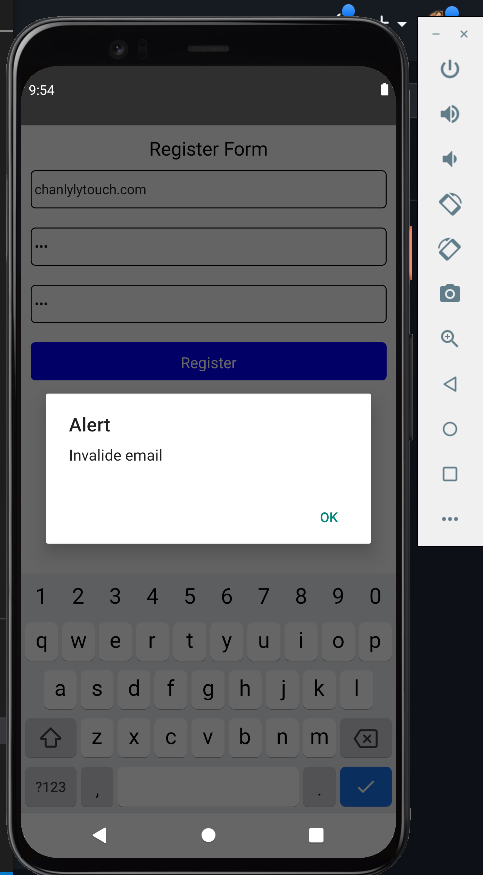 9:54
Register Form
chanlylytouch.com
•••
•••
Register
Alert
Invalide email
OK
1 2 3 4 5 6 7 8 9 0
q w e r t y u i o p
a s d f g h j k l
z x c v b n m
?123 , .